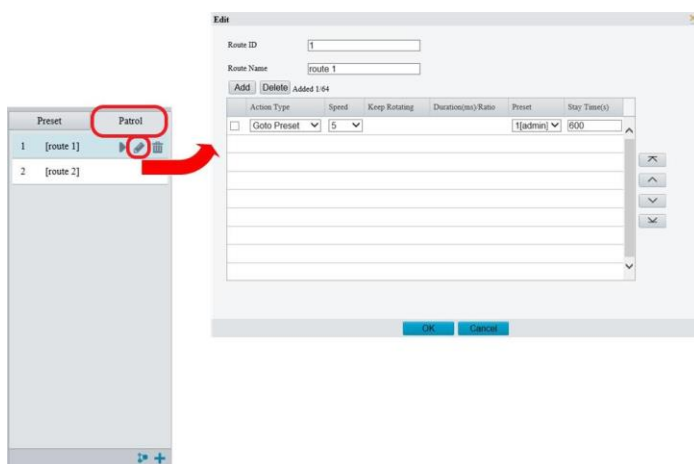 Edit
Route ID 1
Route Name route 1
Add Delete Added 1/64
Action Type Speed Keep Rotating Duration(ms)/Ratio Preset Stay Time(s)
Goto Preset 5 1[admin] 600
OK Cancel
Preset Patrol
1 [route 1]
2 [route 2]